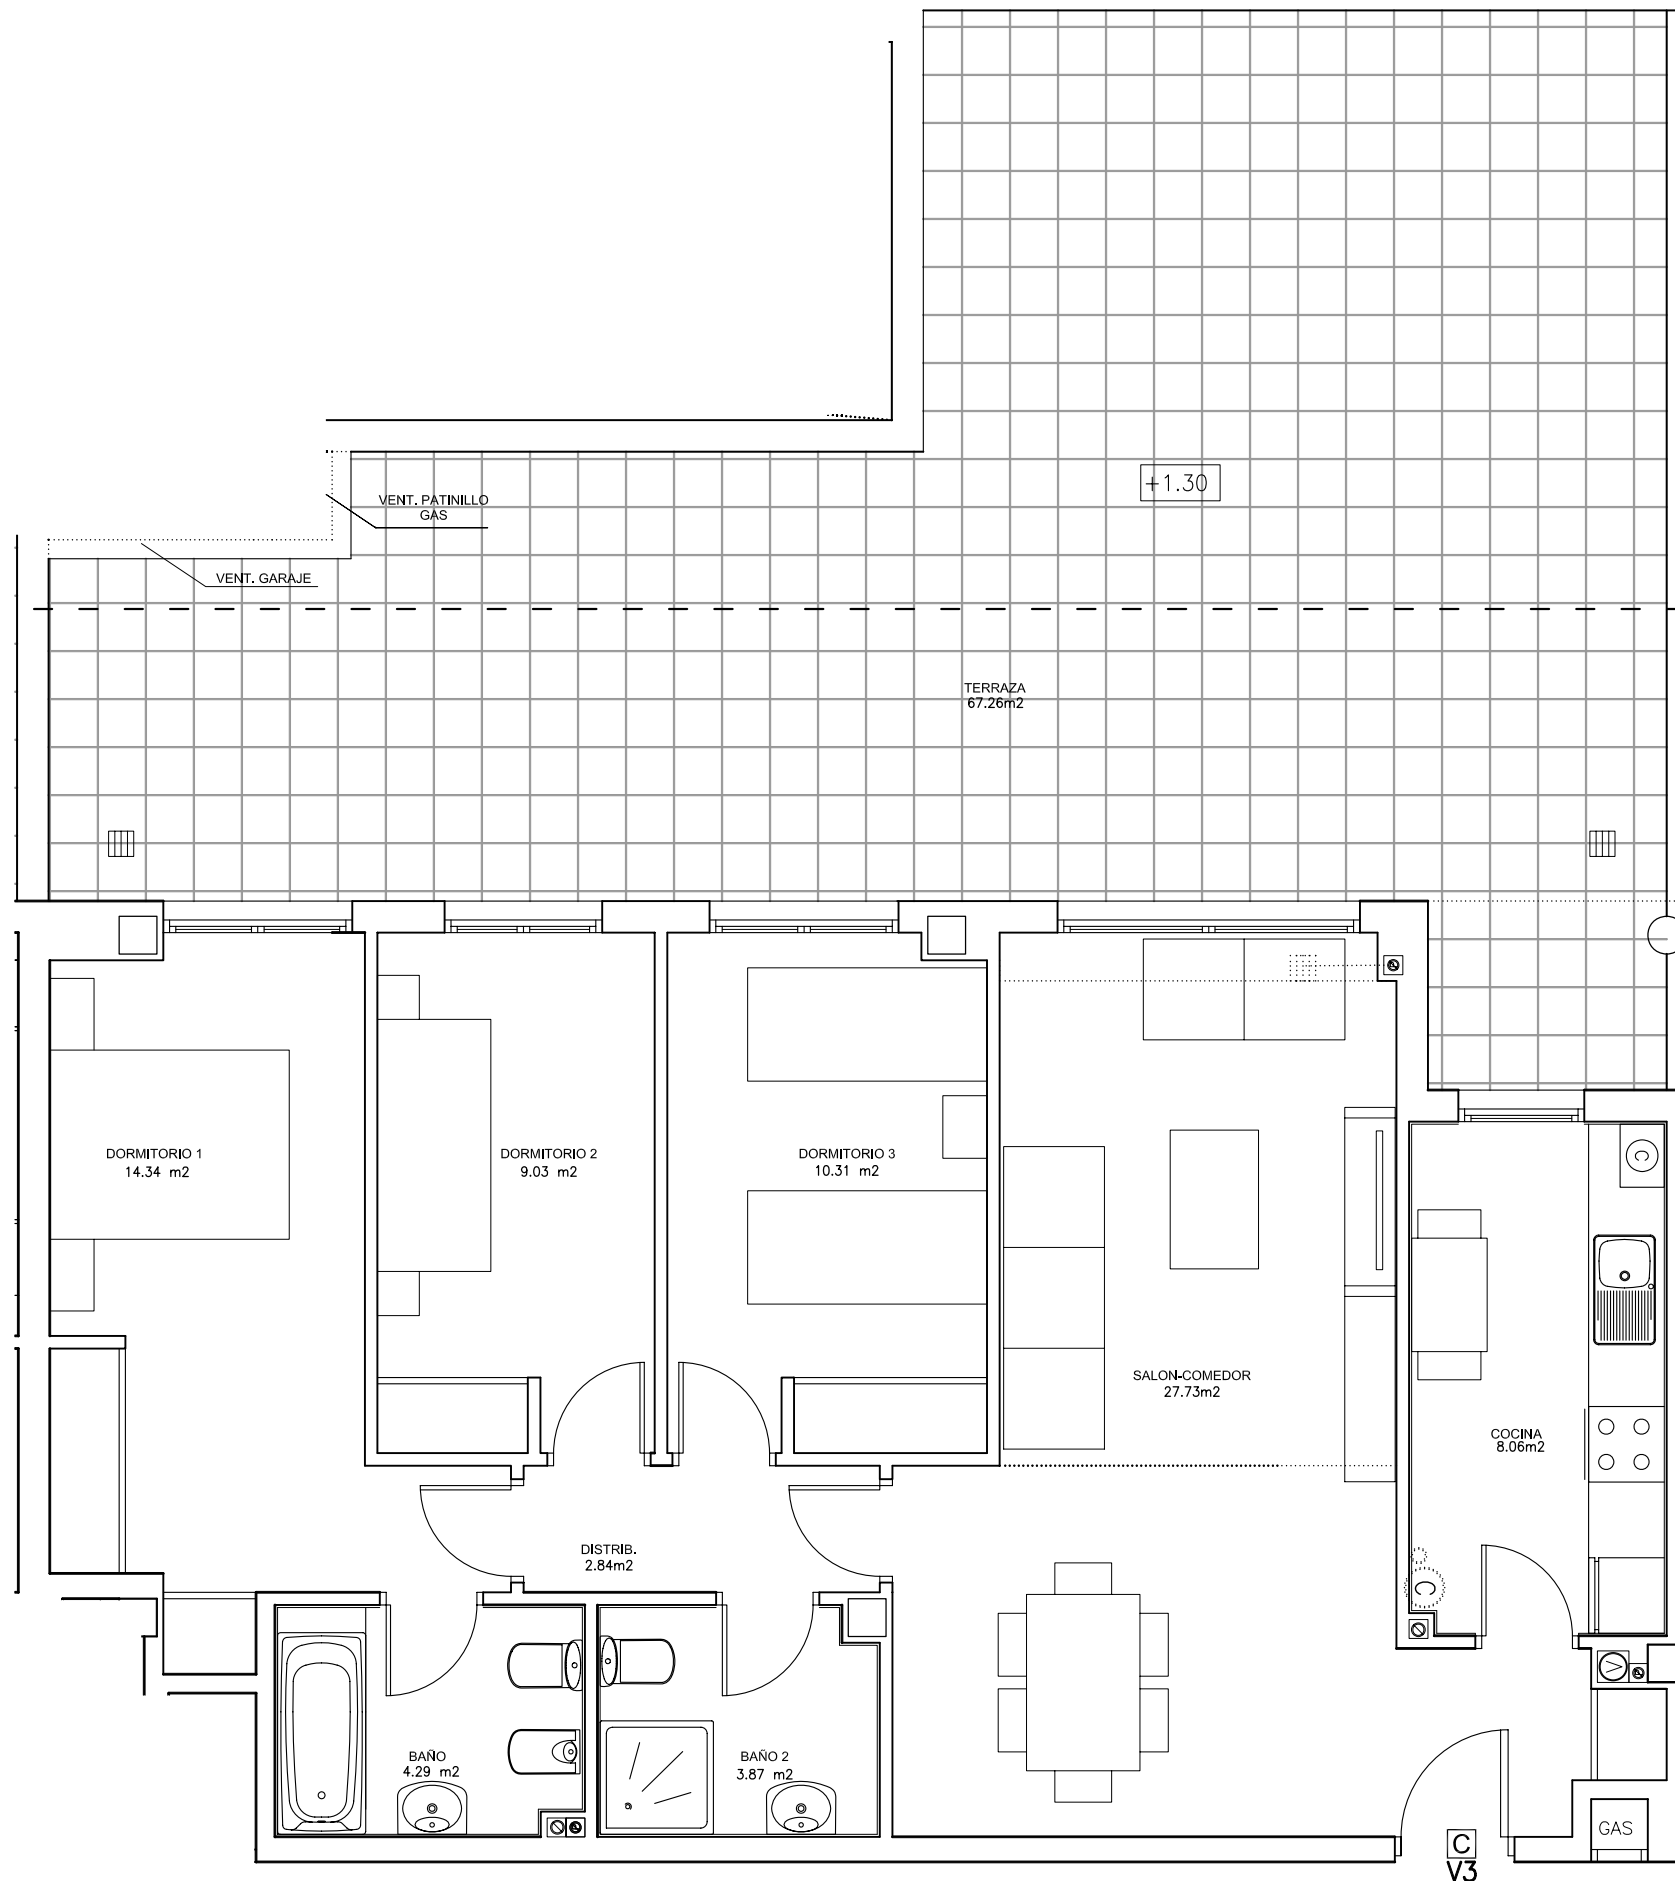 +1.30
VENT. PATINILLO
GAS
VENT. GARAJE
TERRAZA
67.26m2
DORMITORIO 1
14.34 m2
DORMITORIO 2
9.03 m2
DORMITORIO 3
10.31 m2
C
SALON-COMEDOR
27.73m2
COCINA
8.06m2
DISTRIB.
2.84m2
C
V
BAÑO
4.29 m2
BAÑO 2
3.87 m2
GAS
C
V3